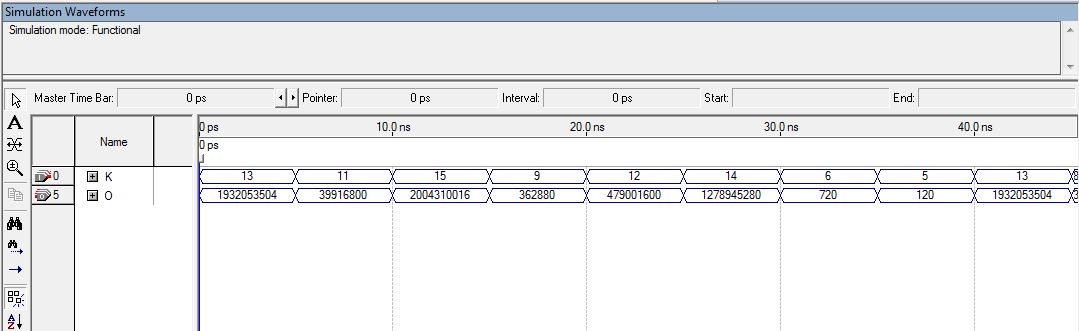 Simulation Waveforms
Simulation mode: Functional
Master Time Bar: 0 ps Pointer: 0 ps Interval: 0 ps Start: End:
Name
0 ps 10.0 ns 20.0 ns 30.0 ns 40.0 ns
0 ps
0 K 13 11 15 9 12 14 6 5 13
5 O 1932053504 39916800 2004310016 362880 479001600 1278945280 720 120 1932053504